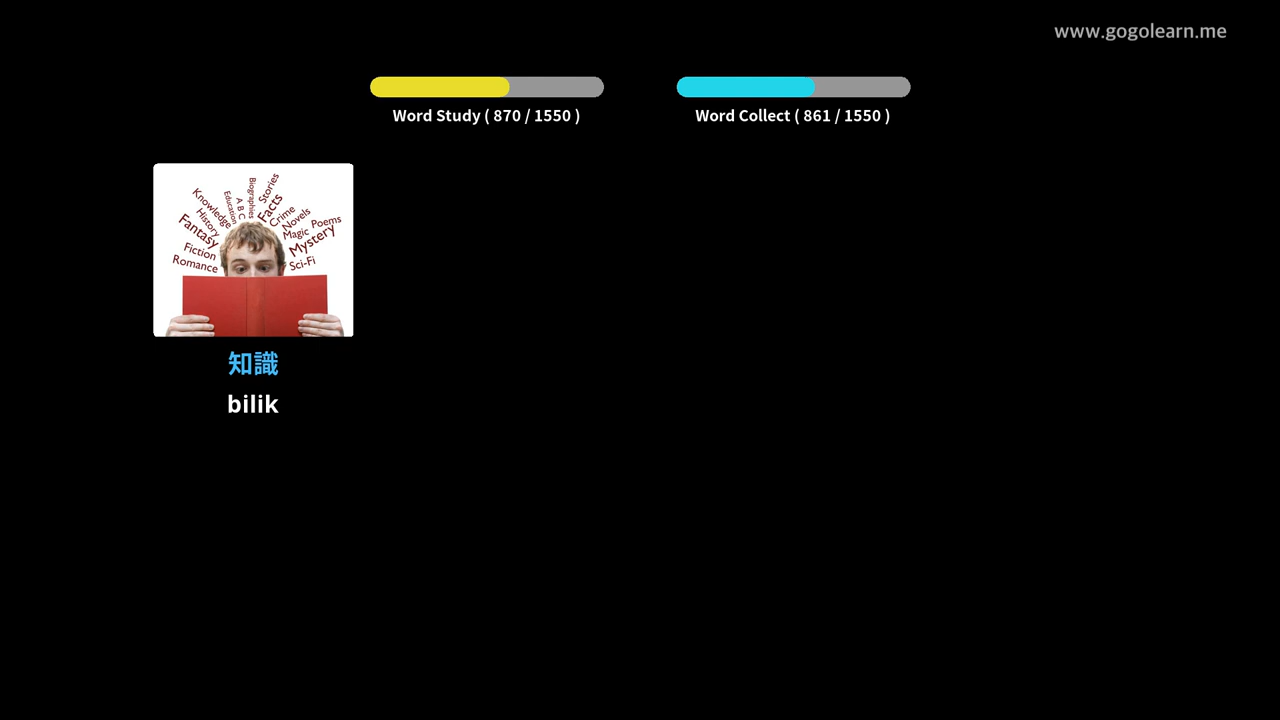 www.gogolearn.me
Word Study ( 870 / 1550 )
Word Collect ( 861 / 1550 )
Biographies
Stories
Knowledge
Education
A B C
Facts
History
Crime
Novels
Fantasy
Magic
Poems
Mystery
Fiction
Romance
Sci-Fi
知識
bilik